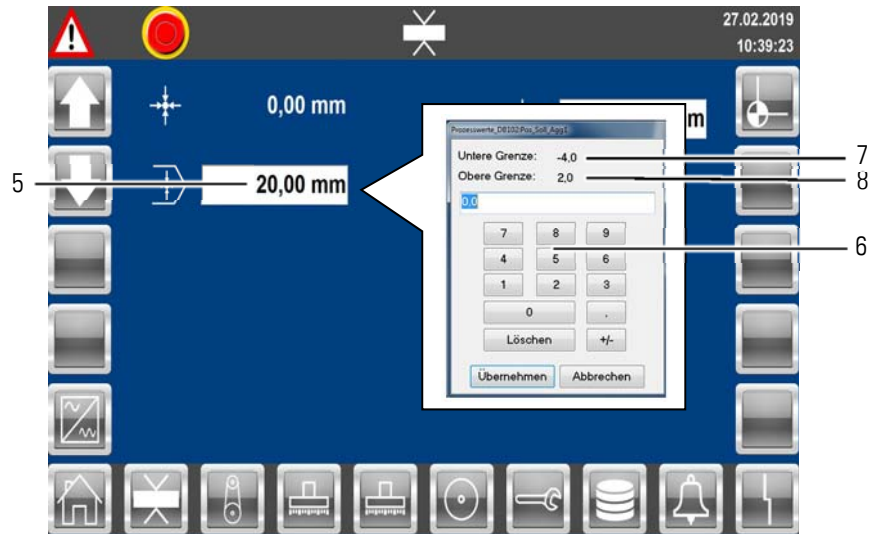 27.02.2019
10:39:23
0,00 mm
m
5
20,00 mm
Prozesswerte_DB102.Pos_Soll_Agg1
Untere Grenze: -4,0
7
Obere Grenze: 2,0
8
0,0
7 8 9
6
4 5 6
1 2 3
0 .
Löschen +/-
Übernehmen Abbrechen